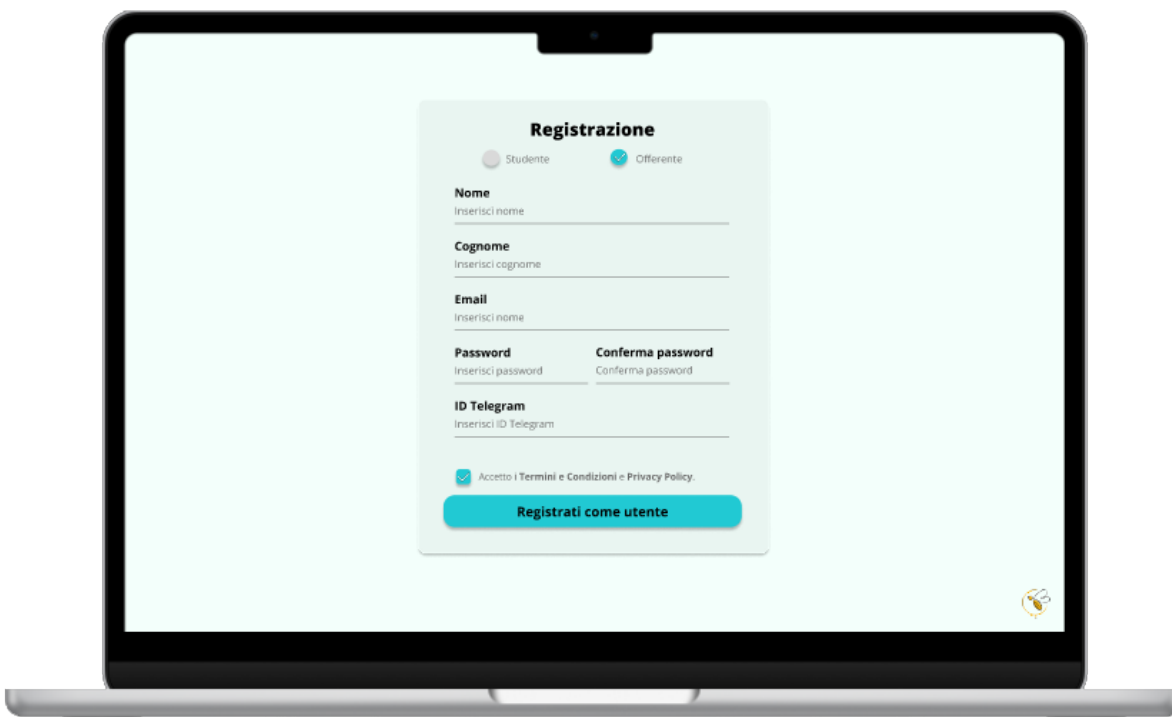 Registrazione
Studente Offerente
Nome
Inserisci nome
Cognome
Inserisci cognome
Email
Inserisci nome
Password Conferma password
Inserisci password Conferma password
ID Telegram
Inserisci ID Telegram
Accetto i Termini e Condizioni e Privacy Policy.
Registrati come utente